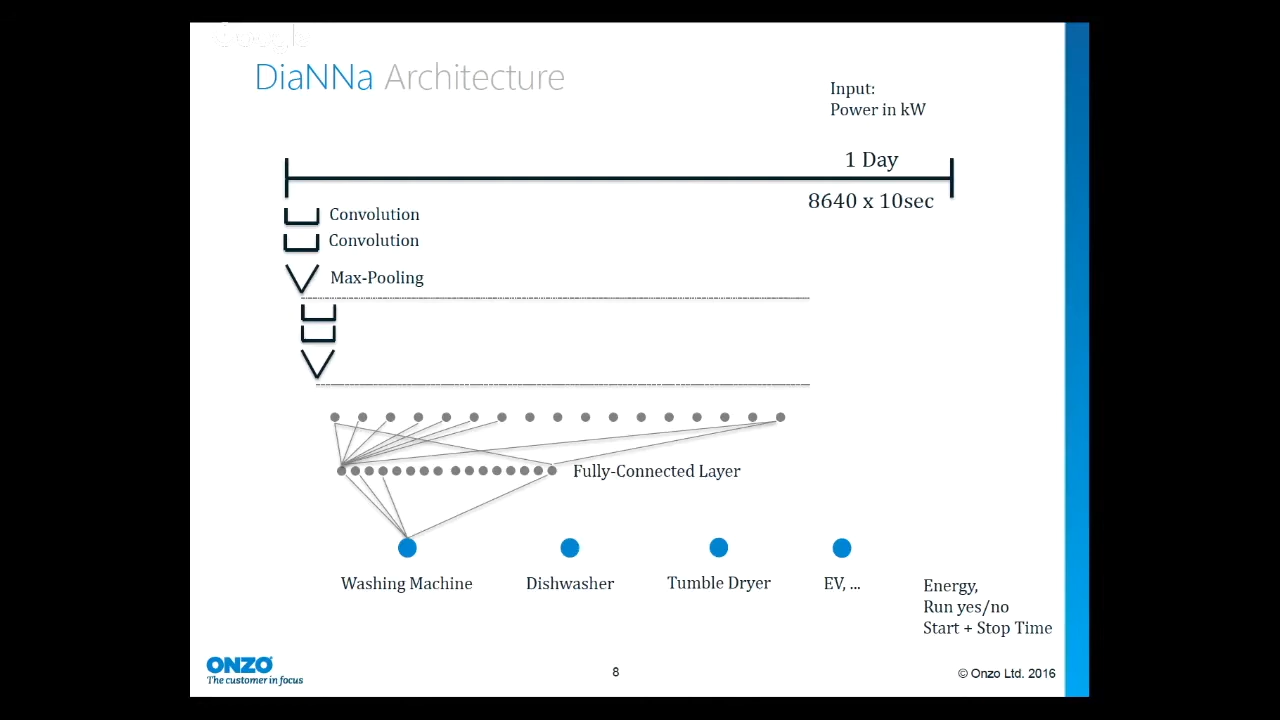 Google
DiaNNa Architecture
Input:
Power in kW
1 Day
8640 x 10sec
Convolution
Convolution
Max-Pooling
Fully-Connected Layer
Washing Machine
Dishwasher
Tumble Dryer
EV, ...
Energy,
Run yes/no
Start + Stop Time
ONZO
The customer in focus
8
© Onzo Ltd. 2016